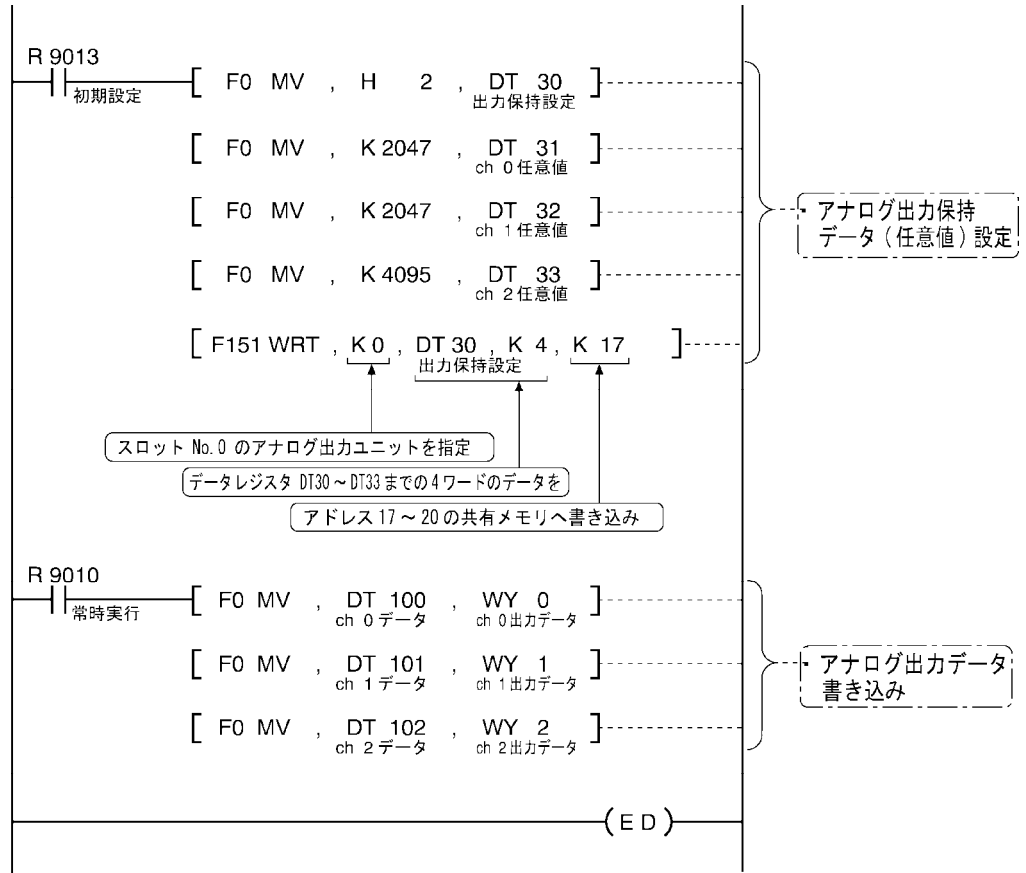 R 9013
初期設定
[ F0 MV , H 2 , DT 30 ]
出力保持設定
[ F0 MV , K 2047 , DT 31 ]
ch 0 任意値
[ F0 MV , K 2047 , DT 32 ]
ch 1 任意値
[ F0 MV , K 4095 , DT 33 ]
ch 2 任意値
[ F151 WRT , K 0 , DT 30 , K 4 , K 17 ]
出力保持設定
・アナログ出力保持
データ(任意値)設定
スロット No.0 のアナログ出力ユニットを指定
データレジスタ DT30~DT33までの4ワードのデータを
アドレス17~20の共有メモリへ書き込み
R 9010
常時実行
[ F0 MV , DT 100 , WY 0 ]
ch 0 データ ch 0 出力データ
[ F0 MV , DT 101 , WY 1 ]
ch 1 データ ch 1 出力データ
[ F0 MV , DT 102 , WY 2 ]
ch 2 データ ch 2 出力データ
・アナログ出力データ
書き込み
(ED)